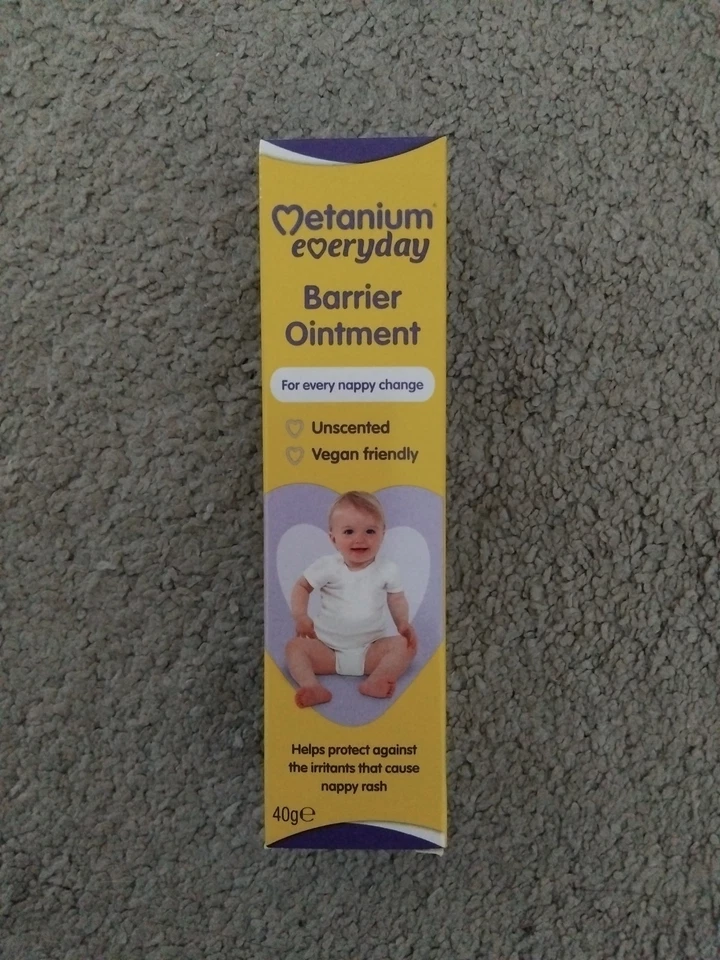 Metanium®
everyday
Barrier
Ointment
For every nappy change
Unscented
Vegan friendly
Helps protect against
the irritants that cause
nappy rash
40g℮